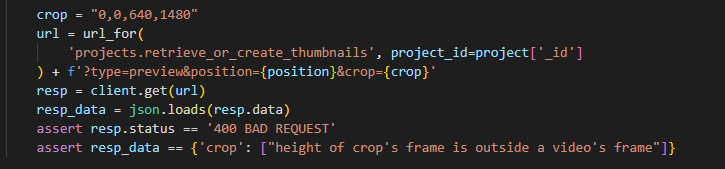 crop = "0,0,640,1480"
url = url_for(
    'projects.retrieve_or_create_thumbnails', project_id=project['_id']
) + f'?type=preview&position={position}&crop={crop}'
resp = client.get(url)
resp_data = json.loads(resp.data)
assert resp.status == '400 BAD REQUEST'
assert resp_data == {'crop': ["height of crop's frame is outside a video's frame"]}